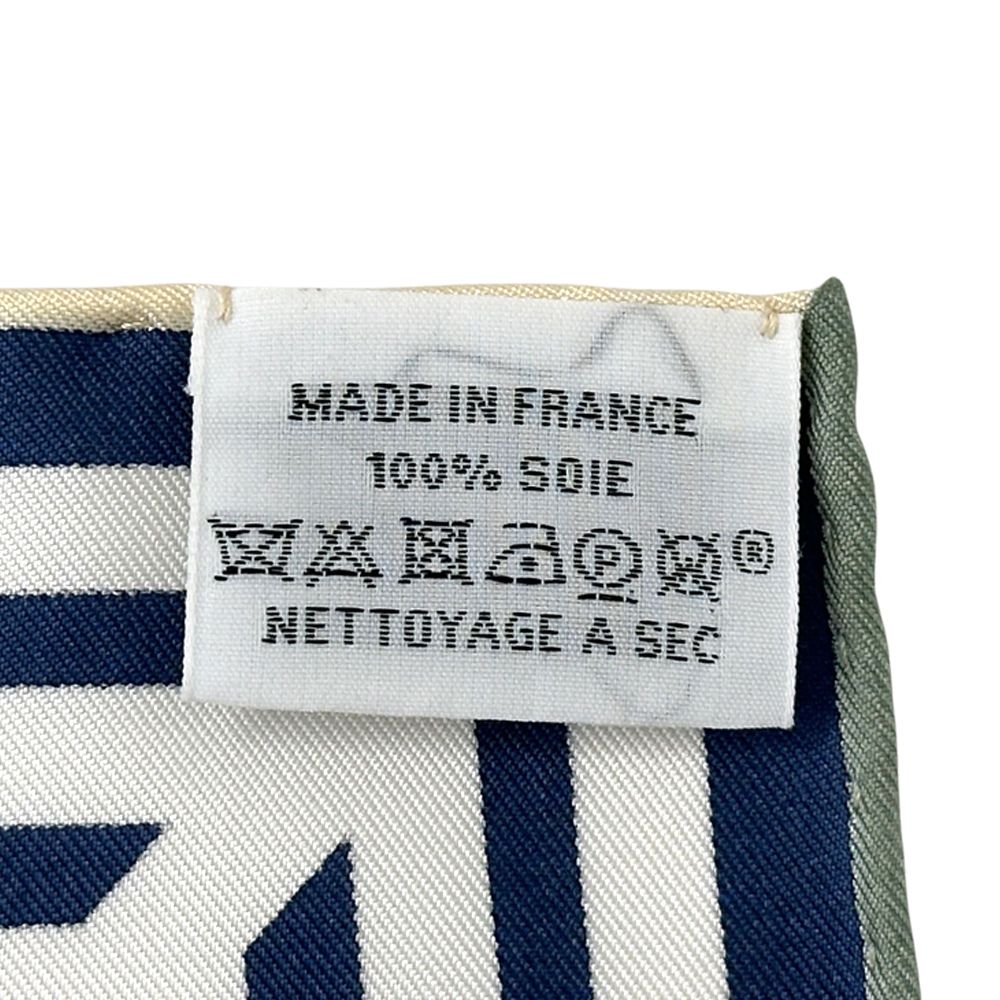 MADE IN FRANCE
100% SOIE
P ®
NETTOYAGE A SEC